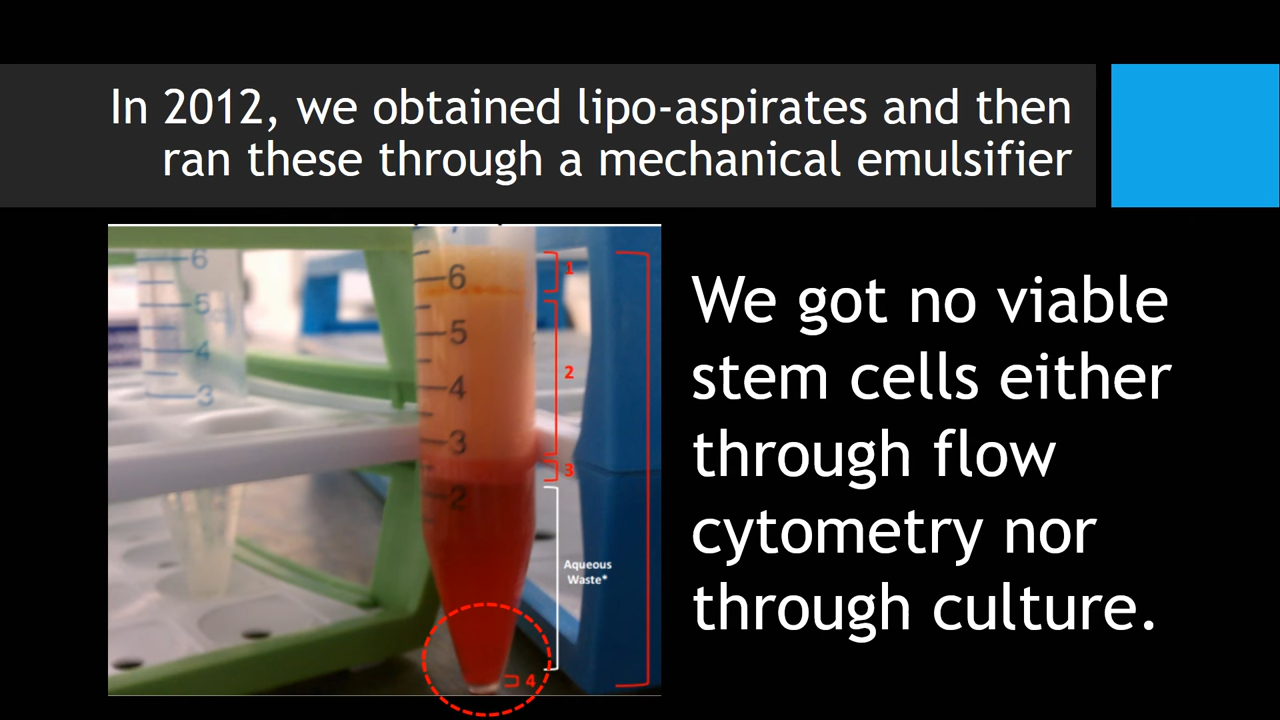 In 2012, we obtained lipo-aspirates and then
ran these through a mechanical emulsifier
6
5
4
3
7
6
5
4
3
2
1
2
3
Aqueous
Waste*
4
We got no viable
stem cells either
through flow
cytometry nor
through culture.